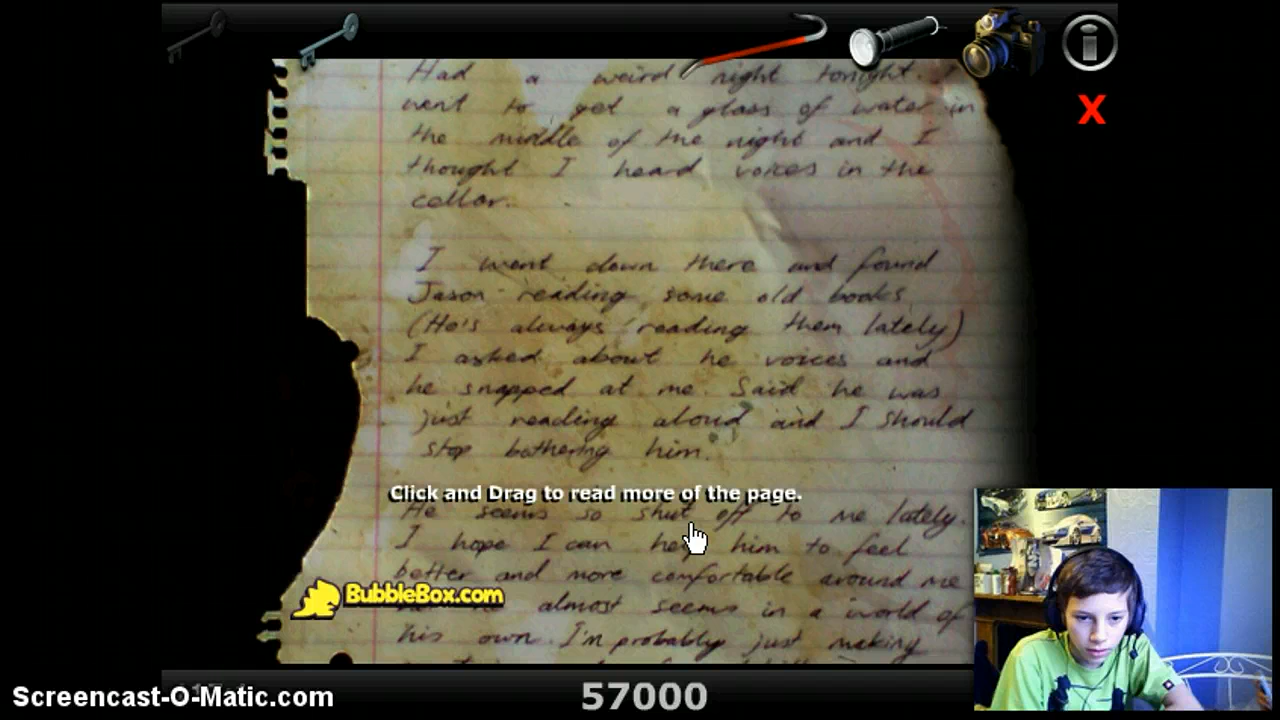 Had a weird night tonight. I
went to get a glass of water in
the middle of the night and I
thought I heard voices in the
cellar.
X
I went down there and found
Jason reading some old books
(He's always reading them lately)
I asked about he voices and
he snapped at me. Said he was
just reading aloud and I should
stop bothering him.
Click and Drag to read more of the page.
He seems so shut off to me lately.
I hope I can help him to feel
better and more comfortable around me
almost seems in a world of
BubbleBox.com
his own. I'm probably just making
Screencast-O-Matic.com
57000